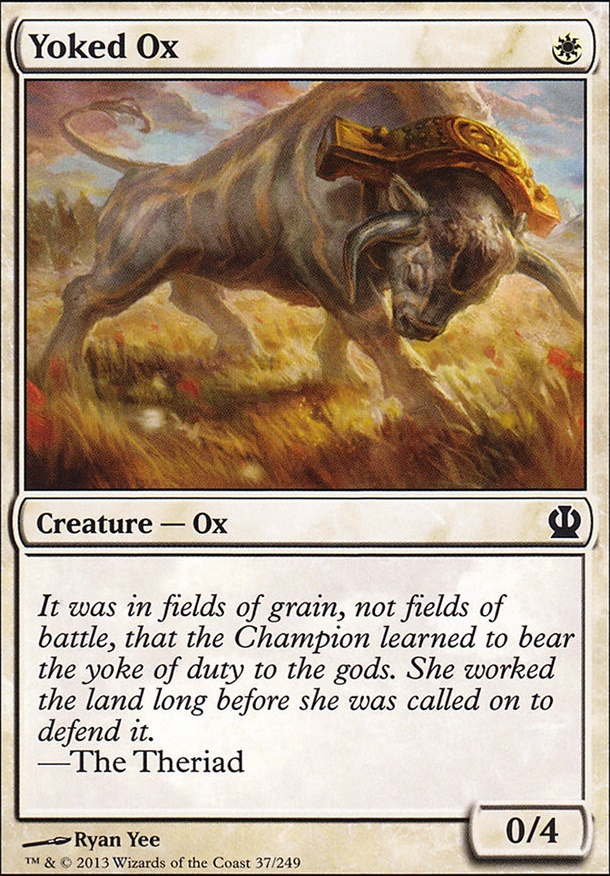 Yoked Ox
Creature — Ox
It was in fields of grain, not fields of
battle, that the Champion learned to bear
the yoke of duty to the gods. She worked
the land long before she was called on to
defend it.
—The Theriad
0/4
Ryan Yee
™ & © 2013 Wizards of the Coast 37/249